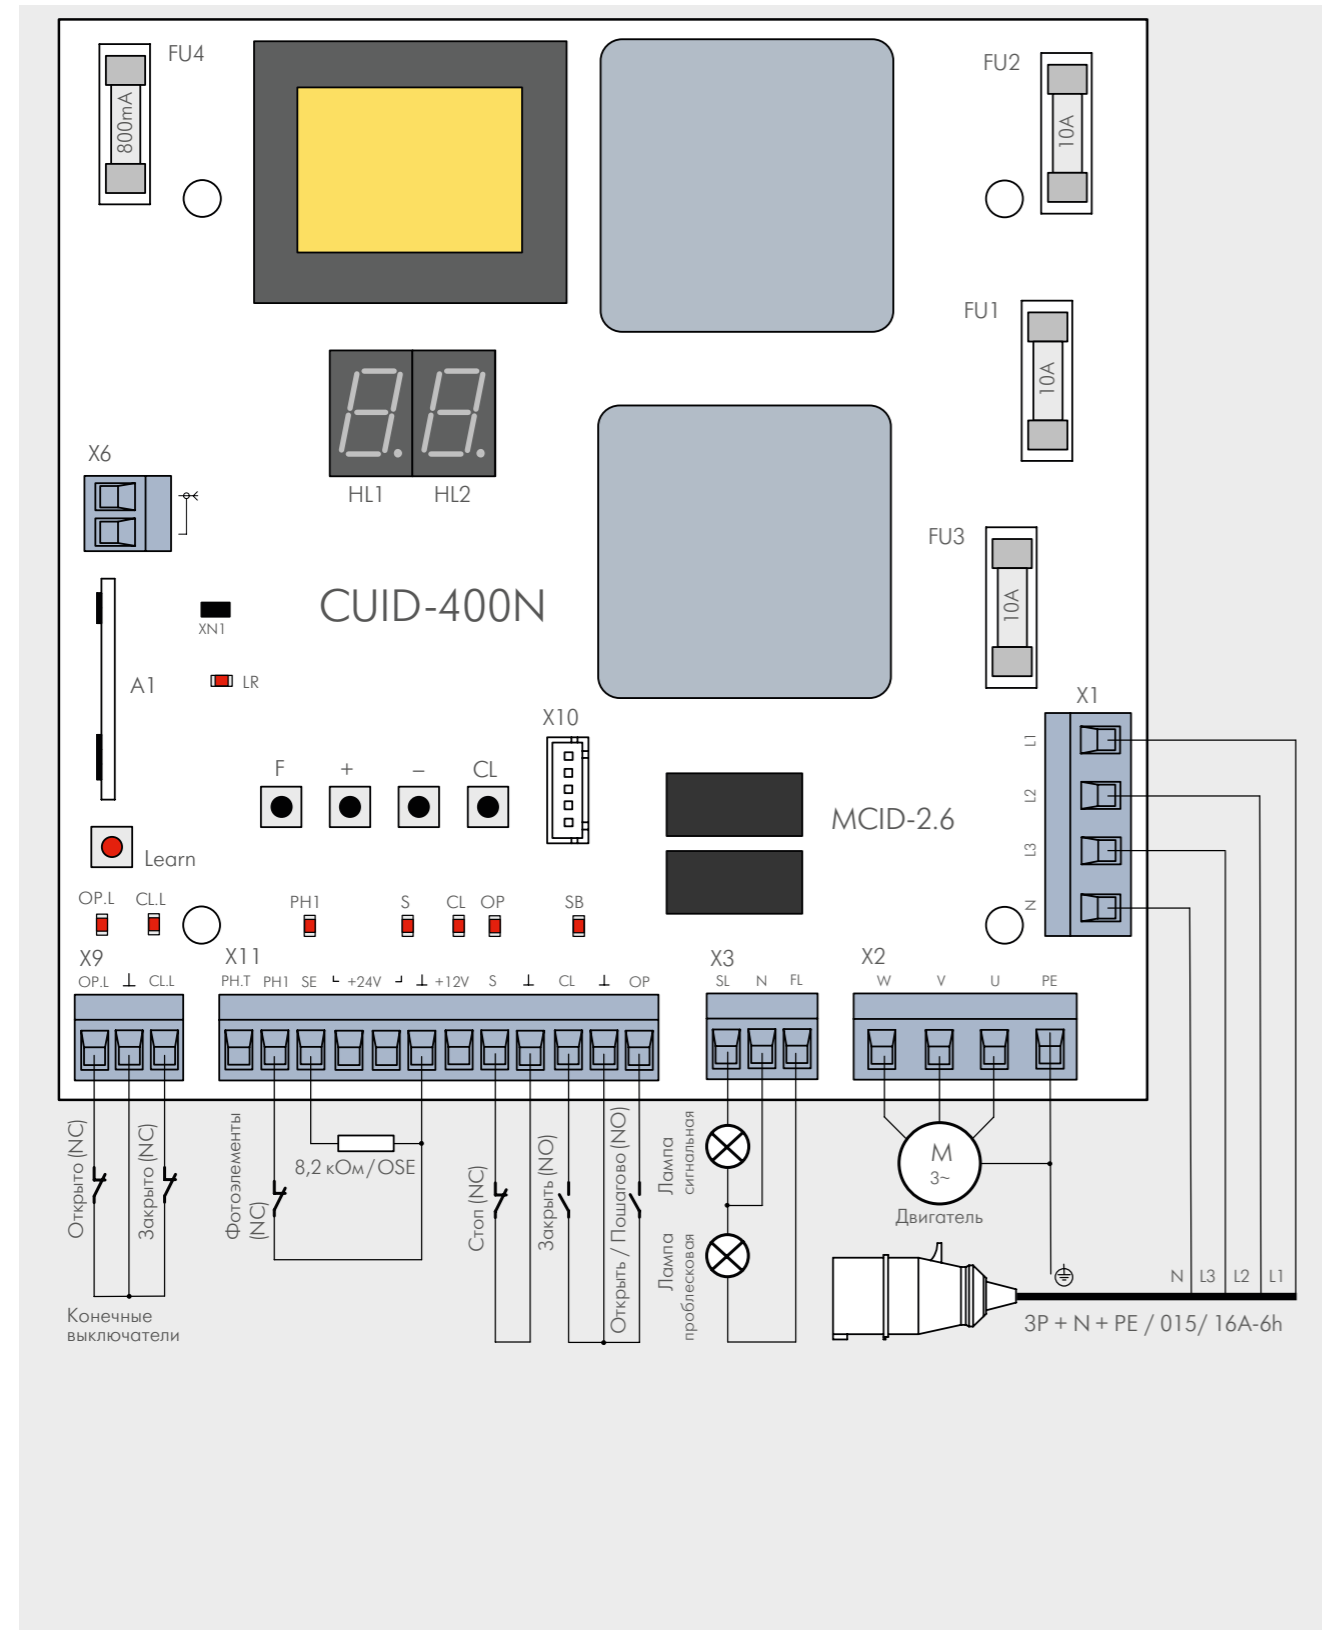 FU4
800mA
FU2
10A
FU1
10A
HL1 HL2
X6
FU3
10A
CUID-400N
XN1
LR
A1
X1
L1
L2
L3
N
X10
F + – CL
MCID-2.6
Learn
OP.L CL.L PH1 S CL OP SB
X9 X11 X3 X2
OP.L ⊥ CL.L PH.T PH1 SE +24V ⊥ +12V S ⊥ CL ⊥ OP SL N FL W V U PE
Открыто (NC)
Закрыто (NC)
Конечные
выключатели
Фотоэлементы
(NC)
8,2 кОм/OSE
Стоп (NC)
Закрыть (NO)
Открыть / Пошагово (NO)
Лампа
сигнальная
Лампа
проблесковая
M
3~
Двигатель
N L3 L2 L1
3P + N + PE / 015/ 16A-6h